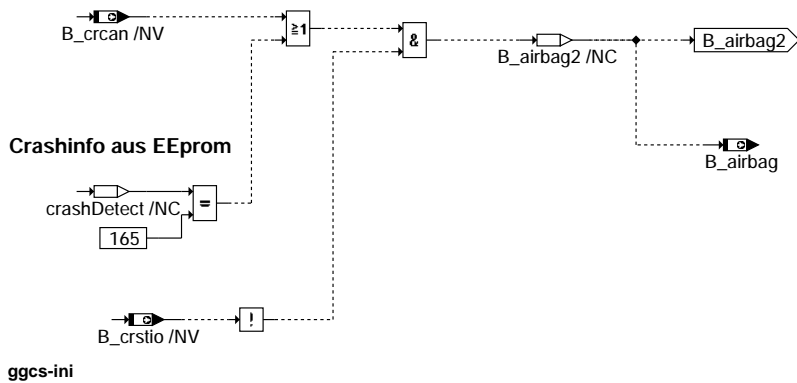 B_crcan /NV
≧1
&
B_airbag2 /NC
B_airbag2
B_airbag
Crashinfo aus EEprom
crashDetect /NC
=
165
B_crstio /NV
!
ggcs-ini